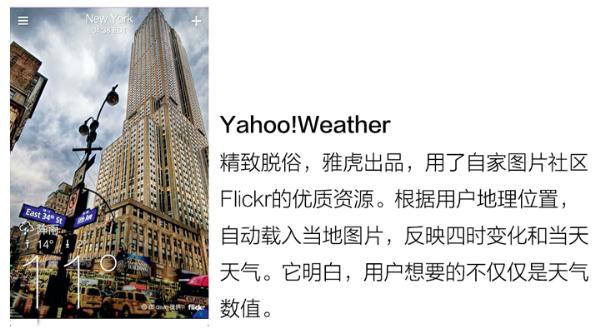 New York
East 34th St
阵雨
14°
11°
flickr
Yahoo!Weather
精致脱俗，雅虎出品，用了自家图片社区
Flickr的优质资源。根据用户地理位置，
自动载入当地图片，反映四时变化和当天
天气。它明白，用户想要的不仅仅是天气
数值。